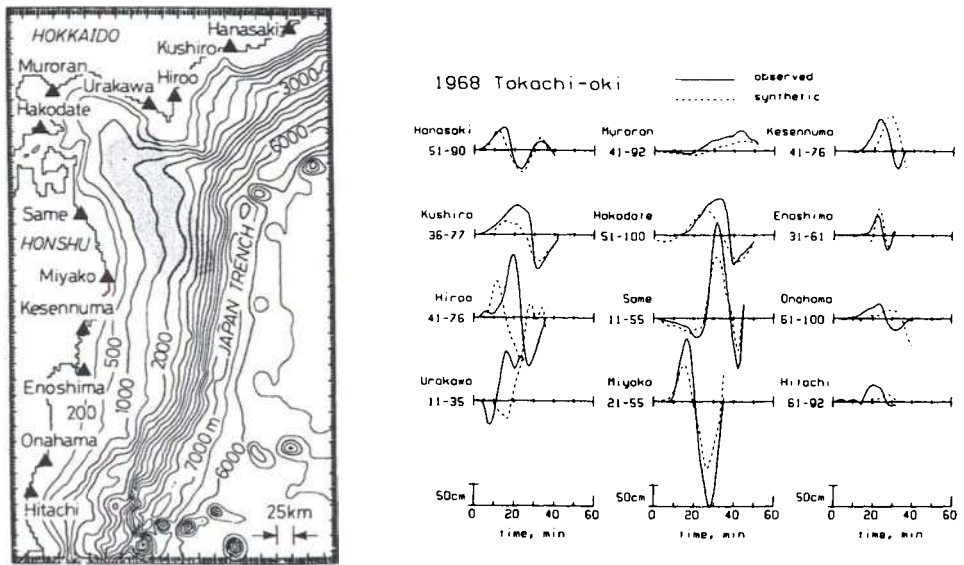 HOKKAIDO
Hanasaki
Kushiro
Hiroo
Muroran
Urakawa
Hakodate
3000
6000
Same
HONSHU
Miyako
Kesennuma
JAPAN TRENCH
500
1000
2000
Enoshima
200
Onahama
7000m
6000
Hitachi
25km
1968 Tokachi-oki
observed
synthetic
Hanasaki
51-90
Muroran
41-92
Kesennuma
41-76
Kushiro
36-77
Hakodate
51-100
Enoshima
31-61
Hiroo
41-76
Same
11-55
Onahama
61-100
Urakawa
11-35
Miyako
21-55
Hitachi
61-92
50cm
50cm
50cm
0 20 40 60
0 20 40 60
0 20 40 60
time, min
time, min
time, min